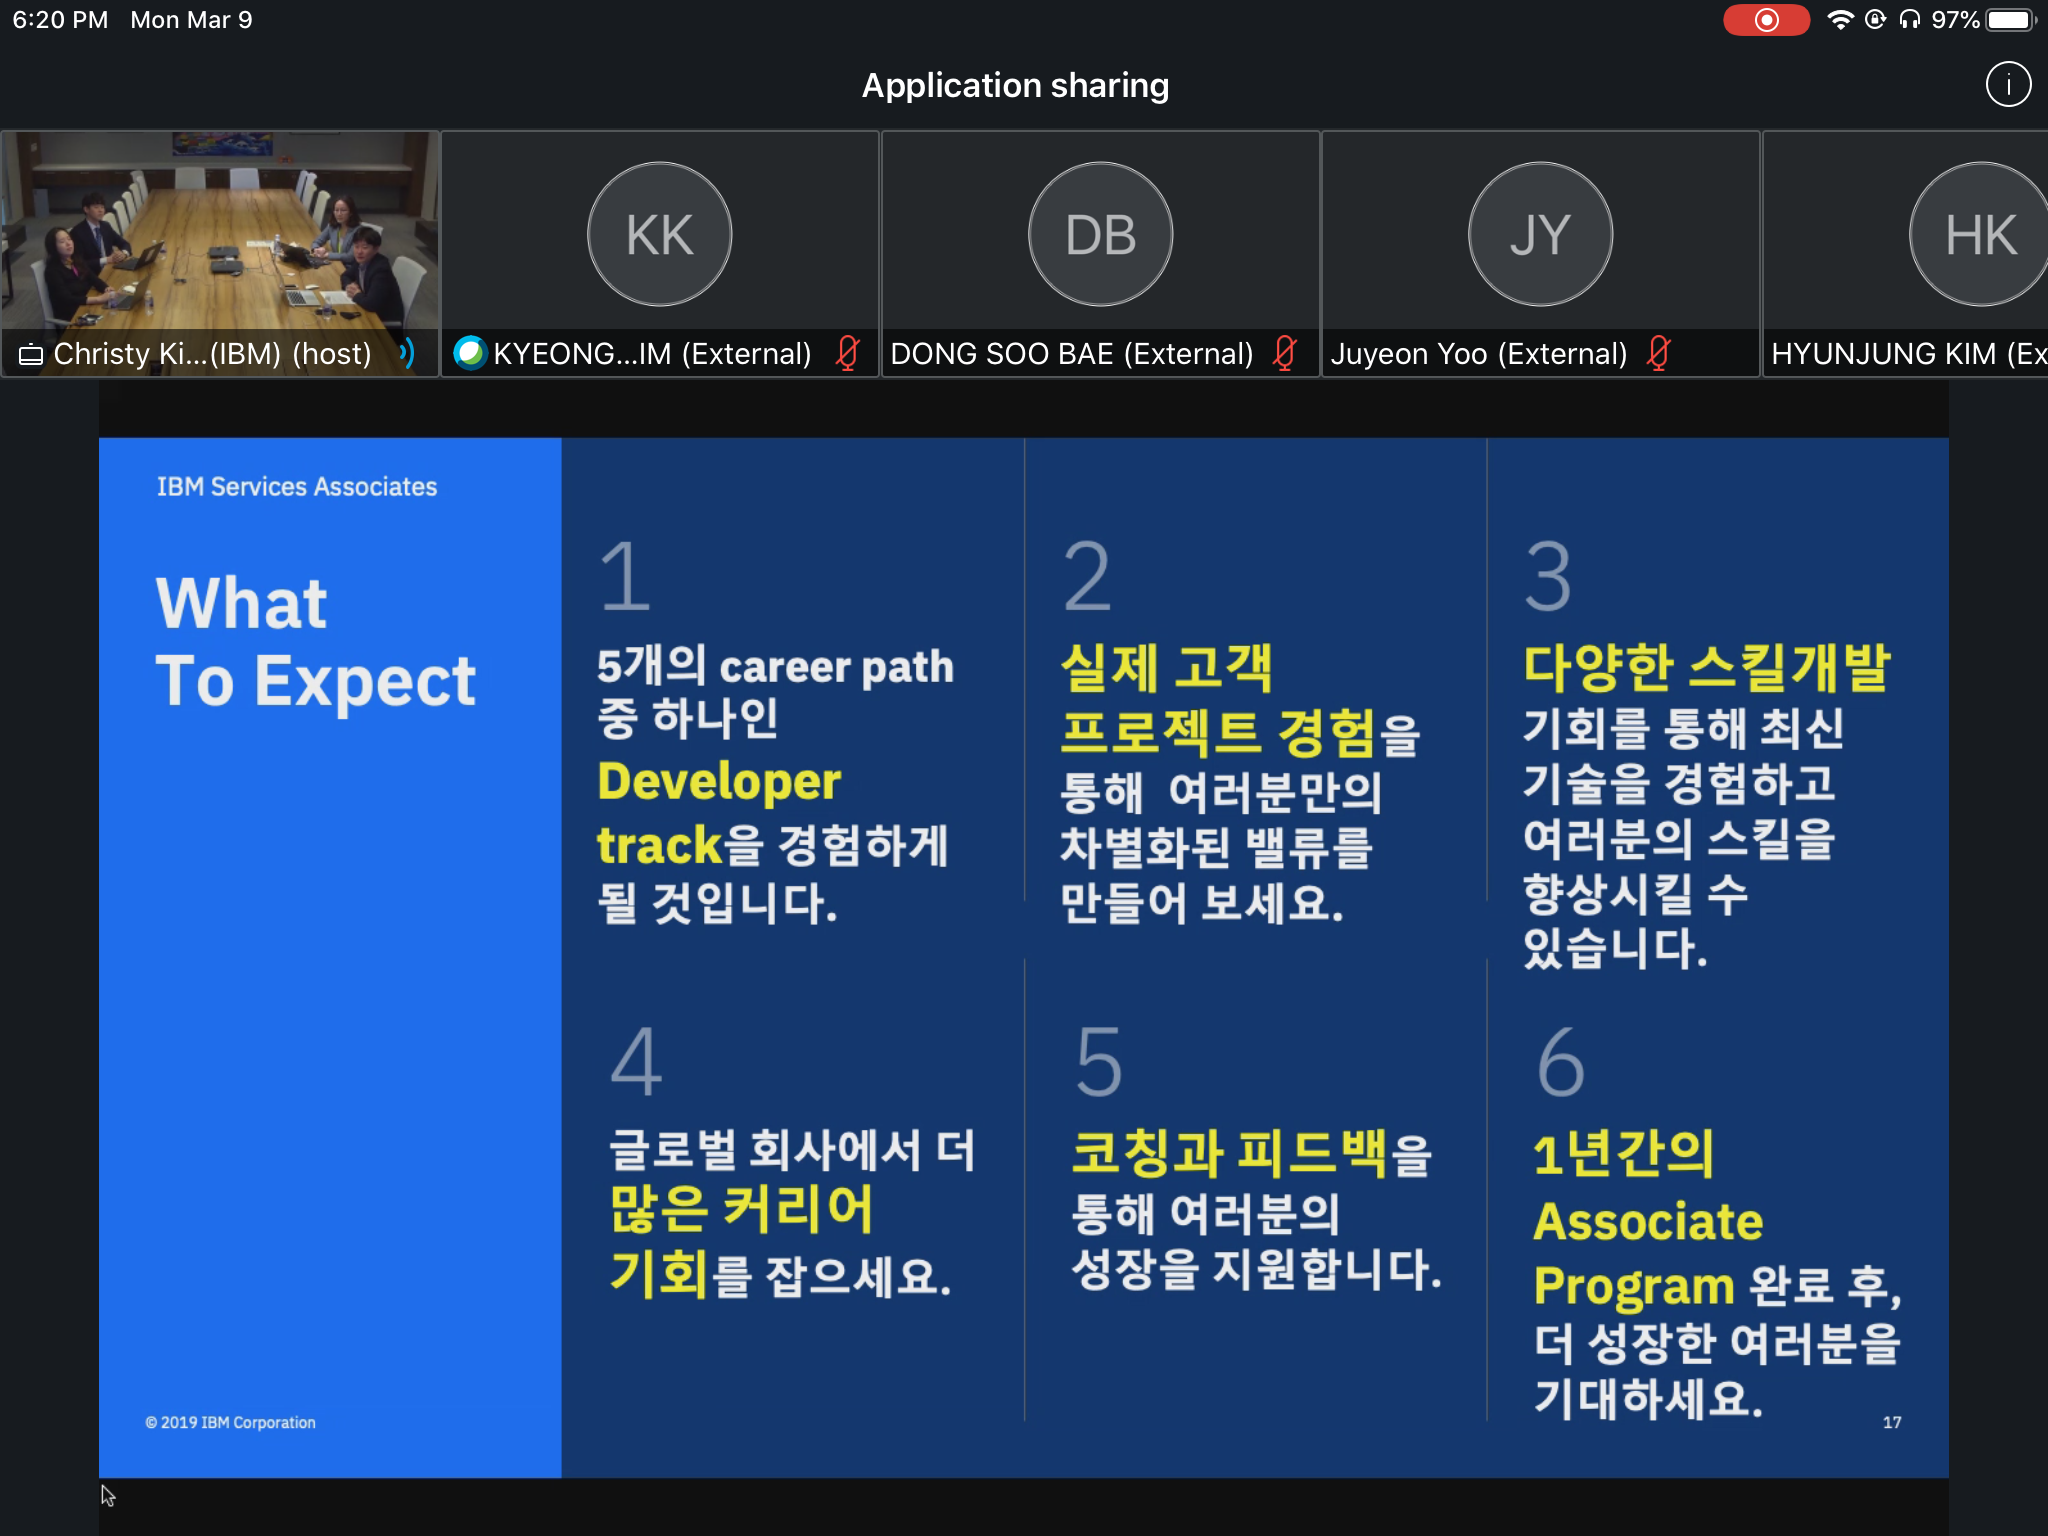 6:20 PM Mon Mar 9
97%
Application sharing
KK
DB
JY
HK
Christy Ki...(IBM) (host)
KYEONG...IM (External)
DONG SOO BAE (External)
Juyeon Yoo (External)
HYUNJUNG KIM (Ex
IBM Services Associates
What
To Expect
1
5개의 career path
중 하나인
Developer
track을 경험하게
될 것입니다.
2
실제 고객
프로젝트 경험을
통해 여러분만의
차별화된 밸류를
만들어 보세요.
3
다양한 스킬개발
기회를 통해 최신
기술을 경험하고
여러분의 스킬을
향상시킬 수
있습니다.
4
글로벌 회사에서 더
많은 커리어
기회를 잡으세요.
5
코칭과 피드백을
통해 여러분의
성장을 지원합니다.
6
1년간의
Associate
Program 완료 후,
더 성장한 여러분을
기대하세요.
© 2019 IBM Corporation
17